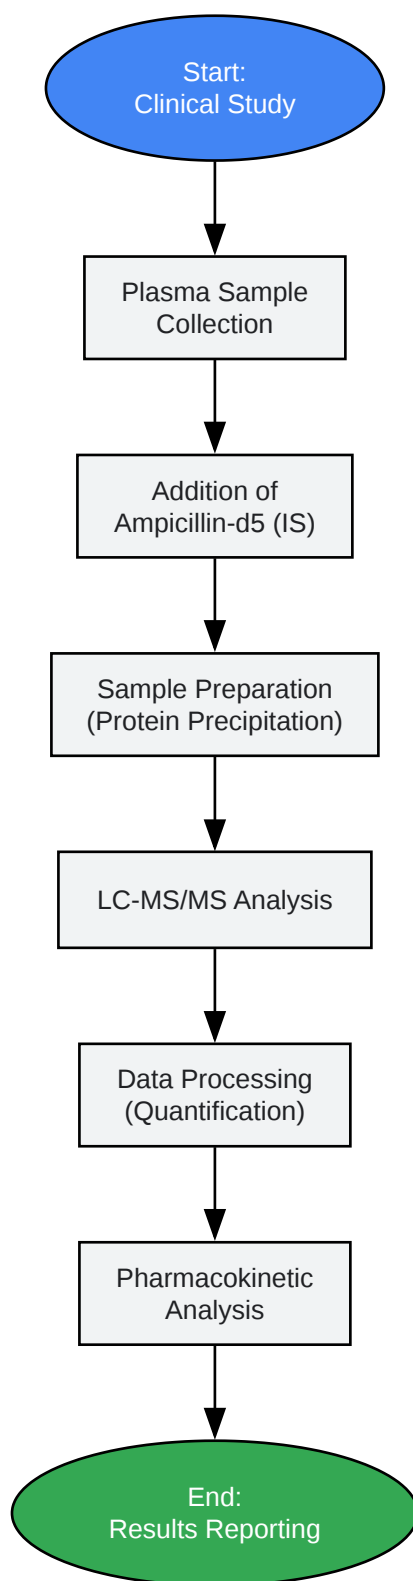 Start:
Clinical Study
Plasma Sample
Collection
Addition of
Ampicillin-d5 (IS)
Sample Preparation
(Protein Precipitation)
LC-MS/MS Analysis
Data Processing
(Quantification)
Pharmacokinetic
Analysis
End:
Results Reporting